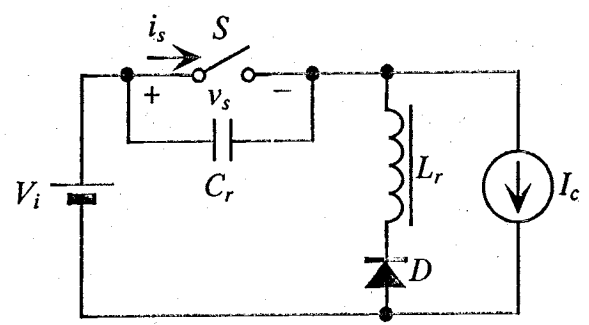 i_s S
+ v_s −
C_r
V_i
L_r
I_c
D